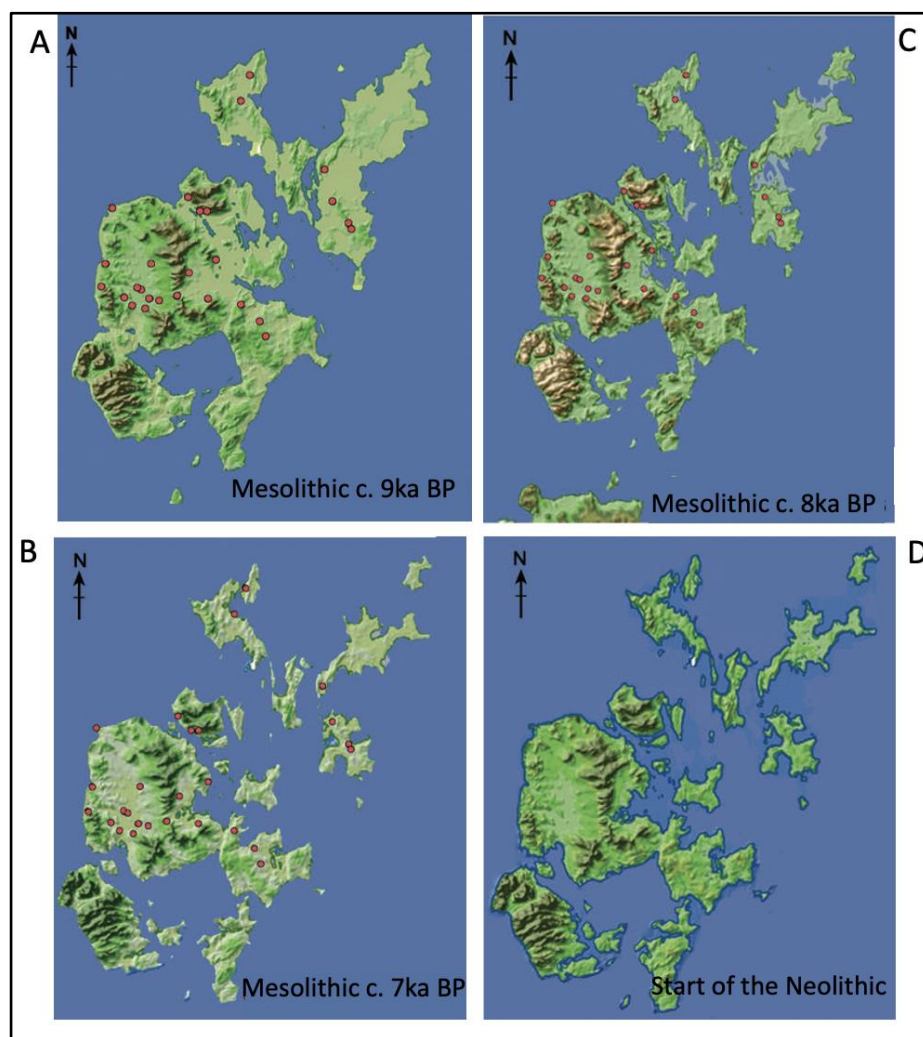 A
N
Mesolithic c. 9ka BP
C
N
Mesolithic c. 8ka BP
B
N
Mesolithic c. 7ka BP
D
N
Start of the Neolithic